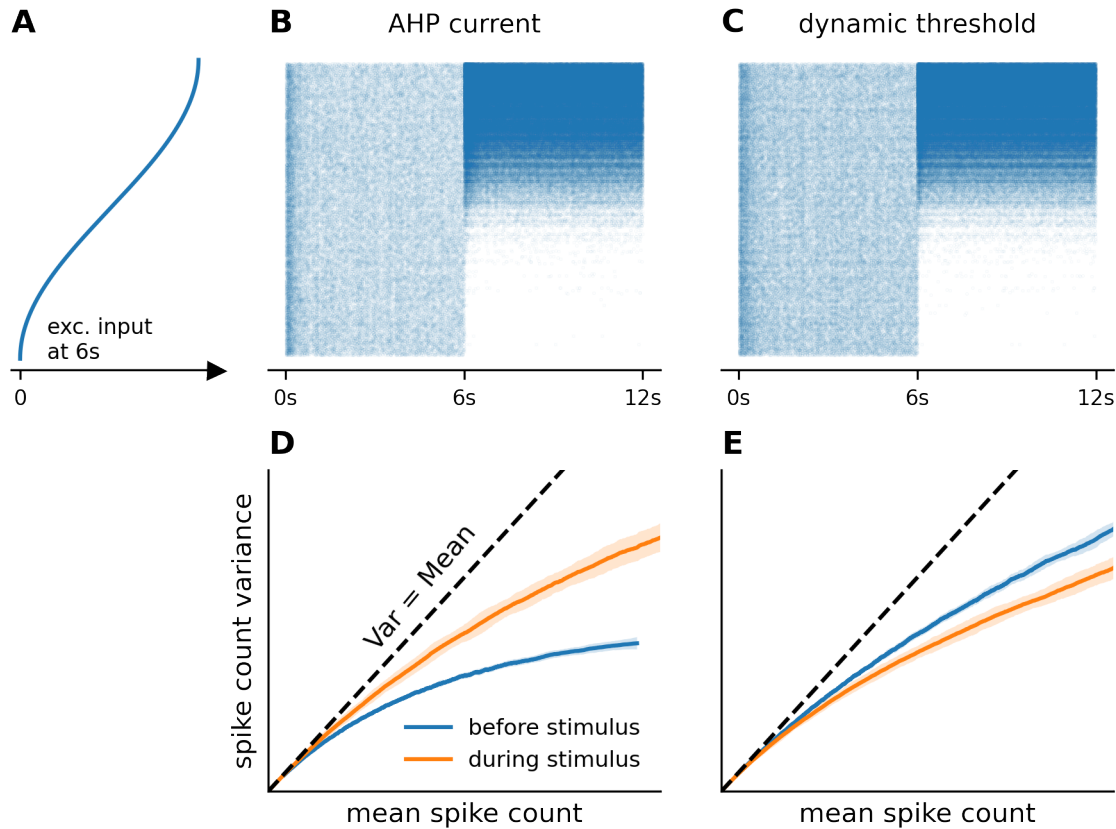 A
B
AHP current
C
dynamic threshold
exc. input
at 6s
0
0s
6s
12s
0s
6s
12s
D
E
spike count variance
Var = Mean
before stimulus
during stimulus
mean spike count
mean spike count